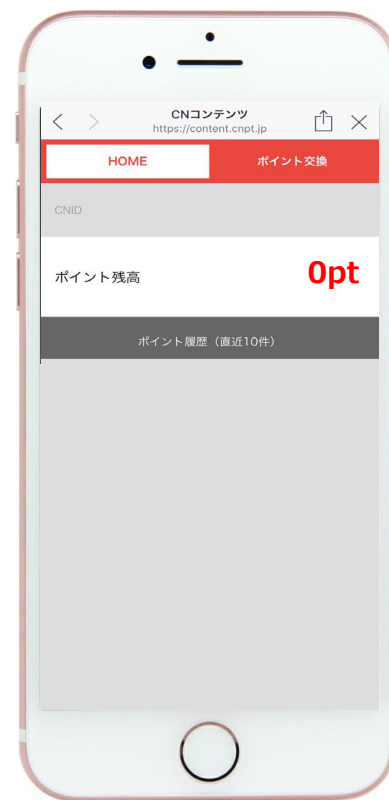 CNコンテンツ
https://content.cnpt.jp
HOME
ポイント交換
CNID
ポイント残高
0pt
ポイント履歴（直近10件）